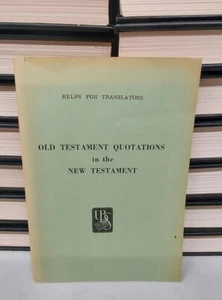 HELPS FOR TRANSLATORS
OLD TESTAMENT QUOTATIONS
in the
NEW TESTAMENT
UBS